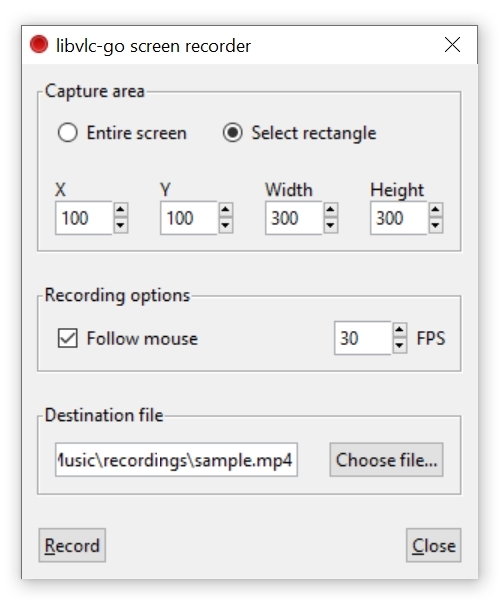 libvlc-go screen recorder
Capture area
Entire screen Select rectangle
X Y Width Height
100 100 300 300
Recording options
Follow mouse 30 FPS
Destination file
\recordings\sample.mp4 Choose file...
Record Close